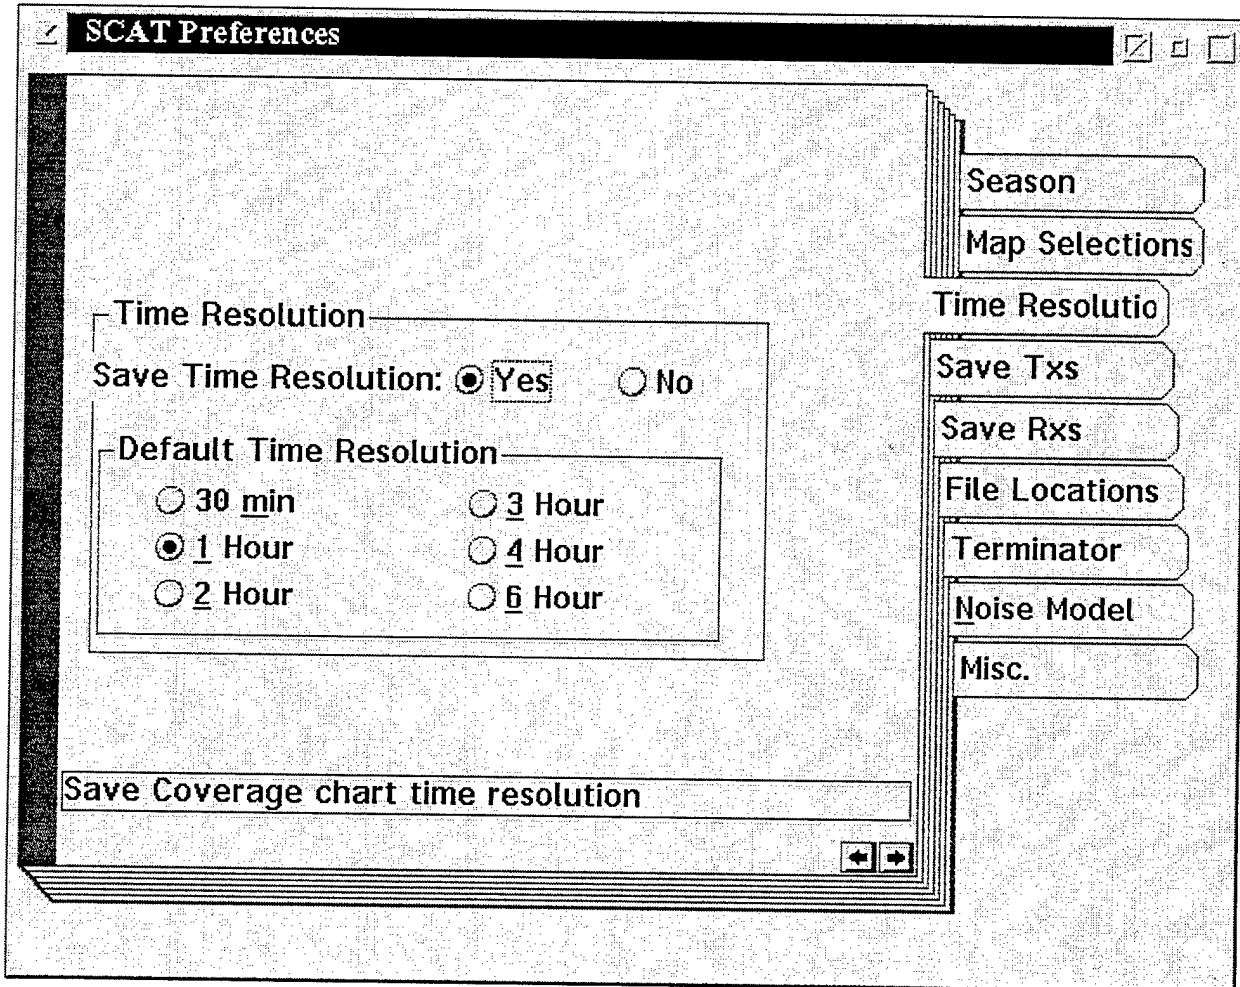 SCAT Preferences
Season
Map Selections
Time Resolutio
Save Txs
Save Rxs
File Locations
Terminator
Noise Model
Misc.
Time Resolution
Save Time Resolution: Yes No
Default Time Resolution
30 min 3 Hour
1 Hour 4 Hour
2 Hour 6 Hour
Save Coverage chart time resolution